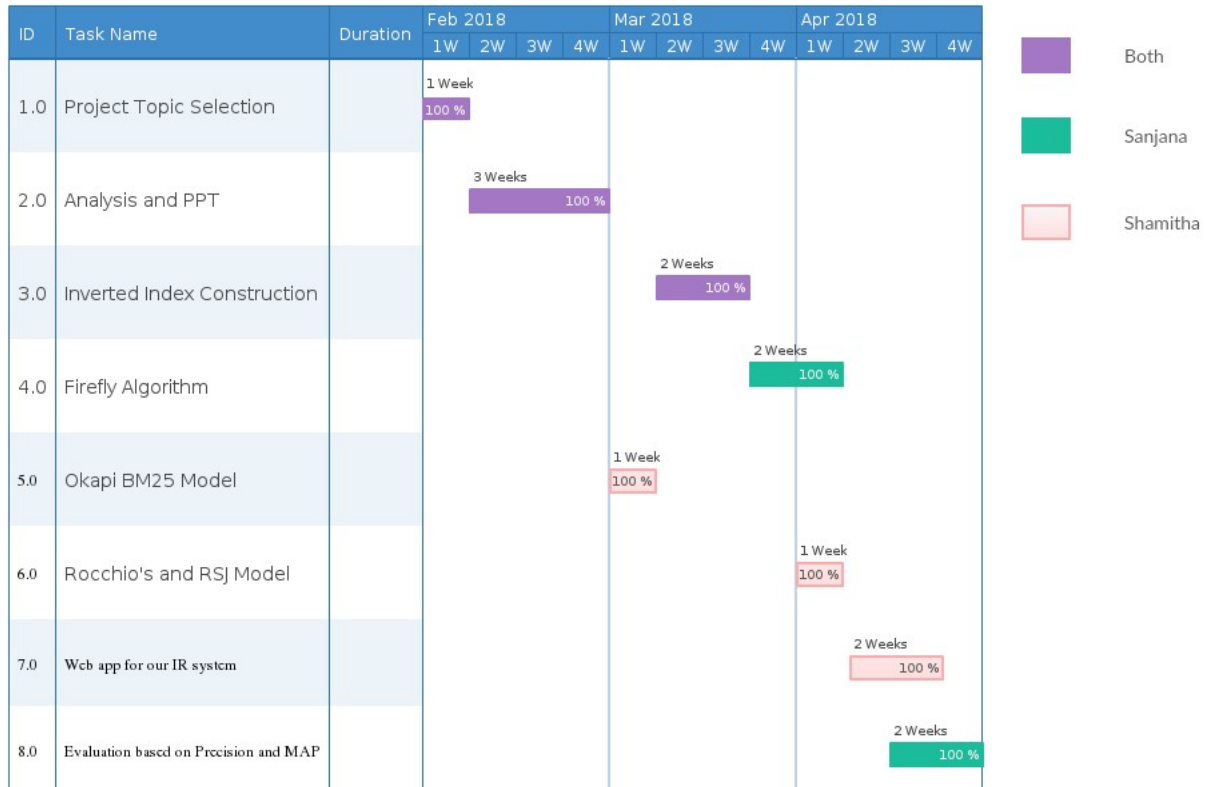 ID Task Name Duration Feb 2018 Mar 2018 Apr 2018
1W 2W 3W 4W 1W 2W 3W 4W 1W 2W 3W 4W
1 Week
1.0 Project Topic Selection 100 %
3 Weeks
2.0 Analysis and PPT 100 %
2 Weeks
3.0 Inverted Index Construction 100 %
2 Weeks
4.0 Firefly Algorithm 100 %
1 Week
5.0 Okapi BM25 Model 100 %
1 Week
6.0 Rocchio's and RSJ Model 100 %
2 Weeks
7.0 Web app for our IR system 100 %
2 Weeks
8.0 Evaluation based on Precision and MAP 100 %
Both
Sanjana
Shamitha